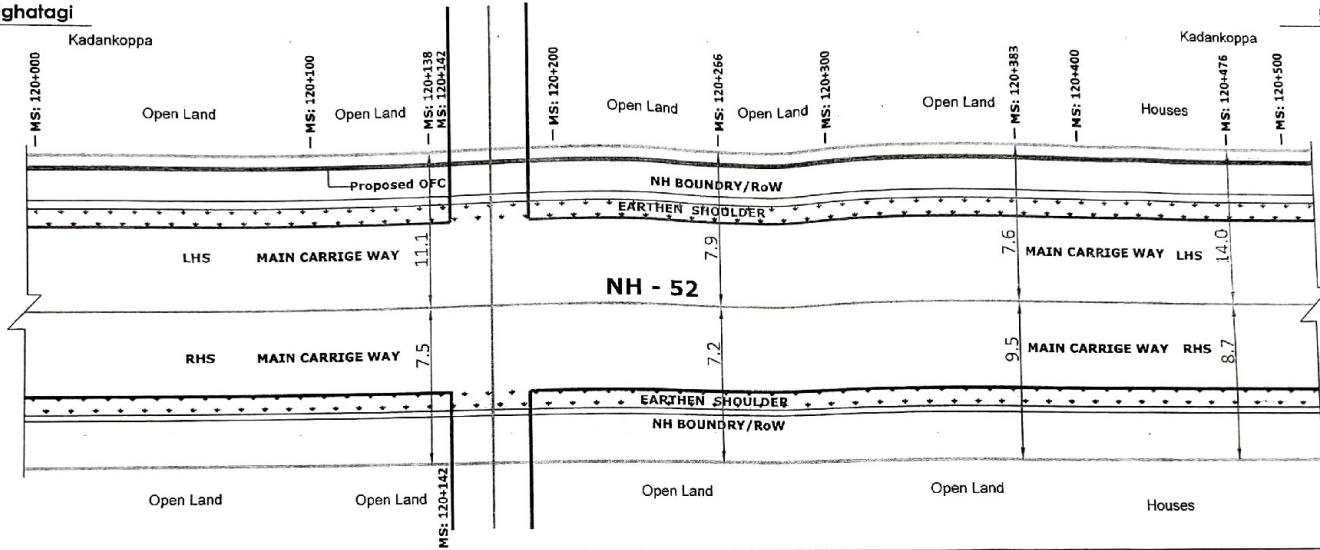 Kadankoppa
Kadankoppa
MS: 120+000
MS: 120+100
MS: 120+138
MS: 120+142
MS: 120+200
MS: 120+266
MS: 120+300
MS: 120+383
MS: 120+400
MS: 120+476
MS: 120+500
Open Land
Open Land
Open Land
Open Land
Open Land
Houses
Proposed OFC
NH BOUNDRY/RoW
EARTHEN SHOULDER
LHS MAIN CARRIGE WAY
11.1
7.9
7.6
MAIN CARRIGE WAY LHS
14.0
NH - 52
RHS MAIN CARRIGE WAY
7.5
7.2
9.5
MAIN CARRIGE WAY RHS
8.7
EARTHEN SHOULDER
NH BOUNDRY/RoW
Open Land
Open Land
MS: 120+142
Open Land
Open Land
Houses